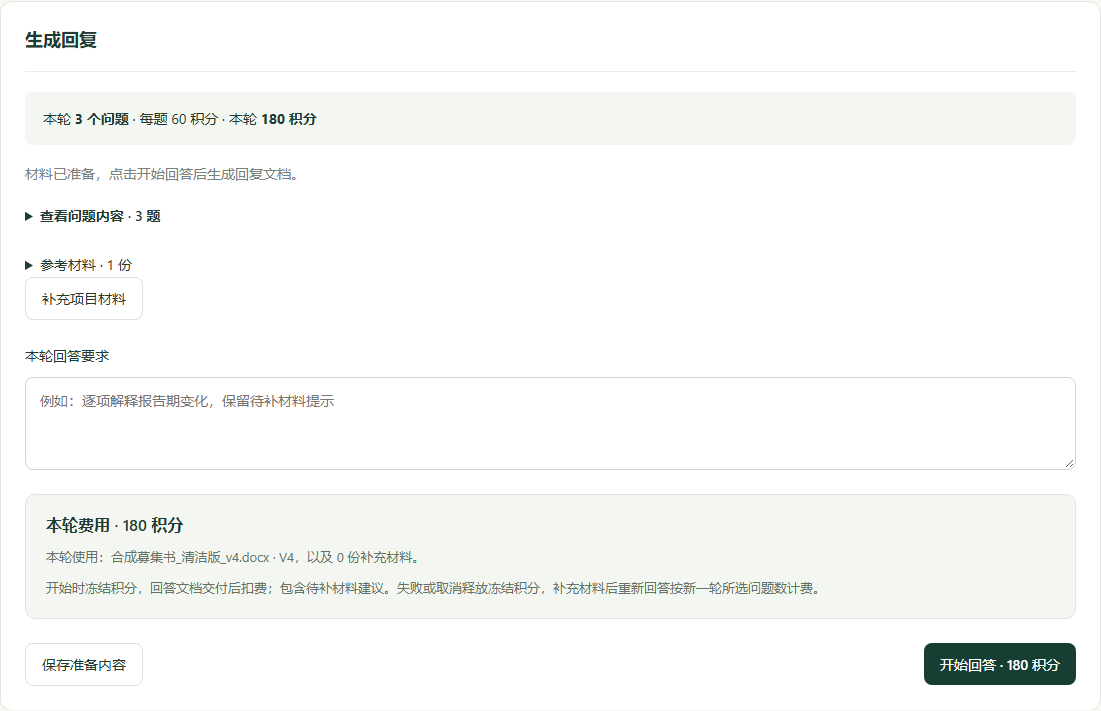 生成回复
本轮 3 个问题 · 每题 60 积分 · 本轮 180 积分
材料已准备，点击开始回答后生成回复文档。
▶ 查看问题内容 · 3 题
▶ 参考材料 · 1 份
补充项目材料
本轮回答要求
例如：逐项解释报告期变化，保留待补材料提示
本轮费用 · 180 积分
本轮使用：合成募集书_清洁版_v4.docx · V4，以及 0 份补充材料。
开始时冻结积分，回答文档交付后扣费；包含待补材料建议。失败或取消释放冻结积分，补充材料后重新回答按新一轮所选问题数计费。
保存准备内容
开始回答 · 180 积分